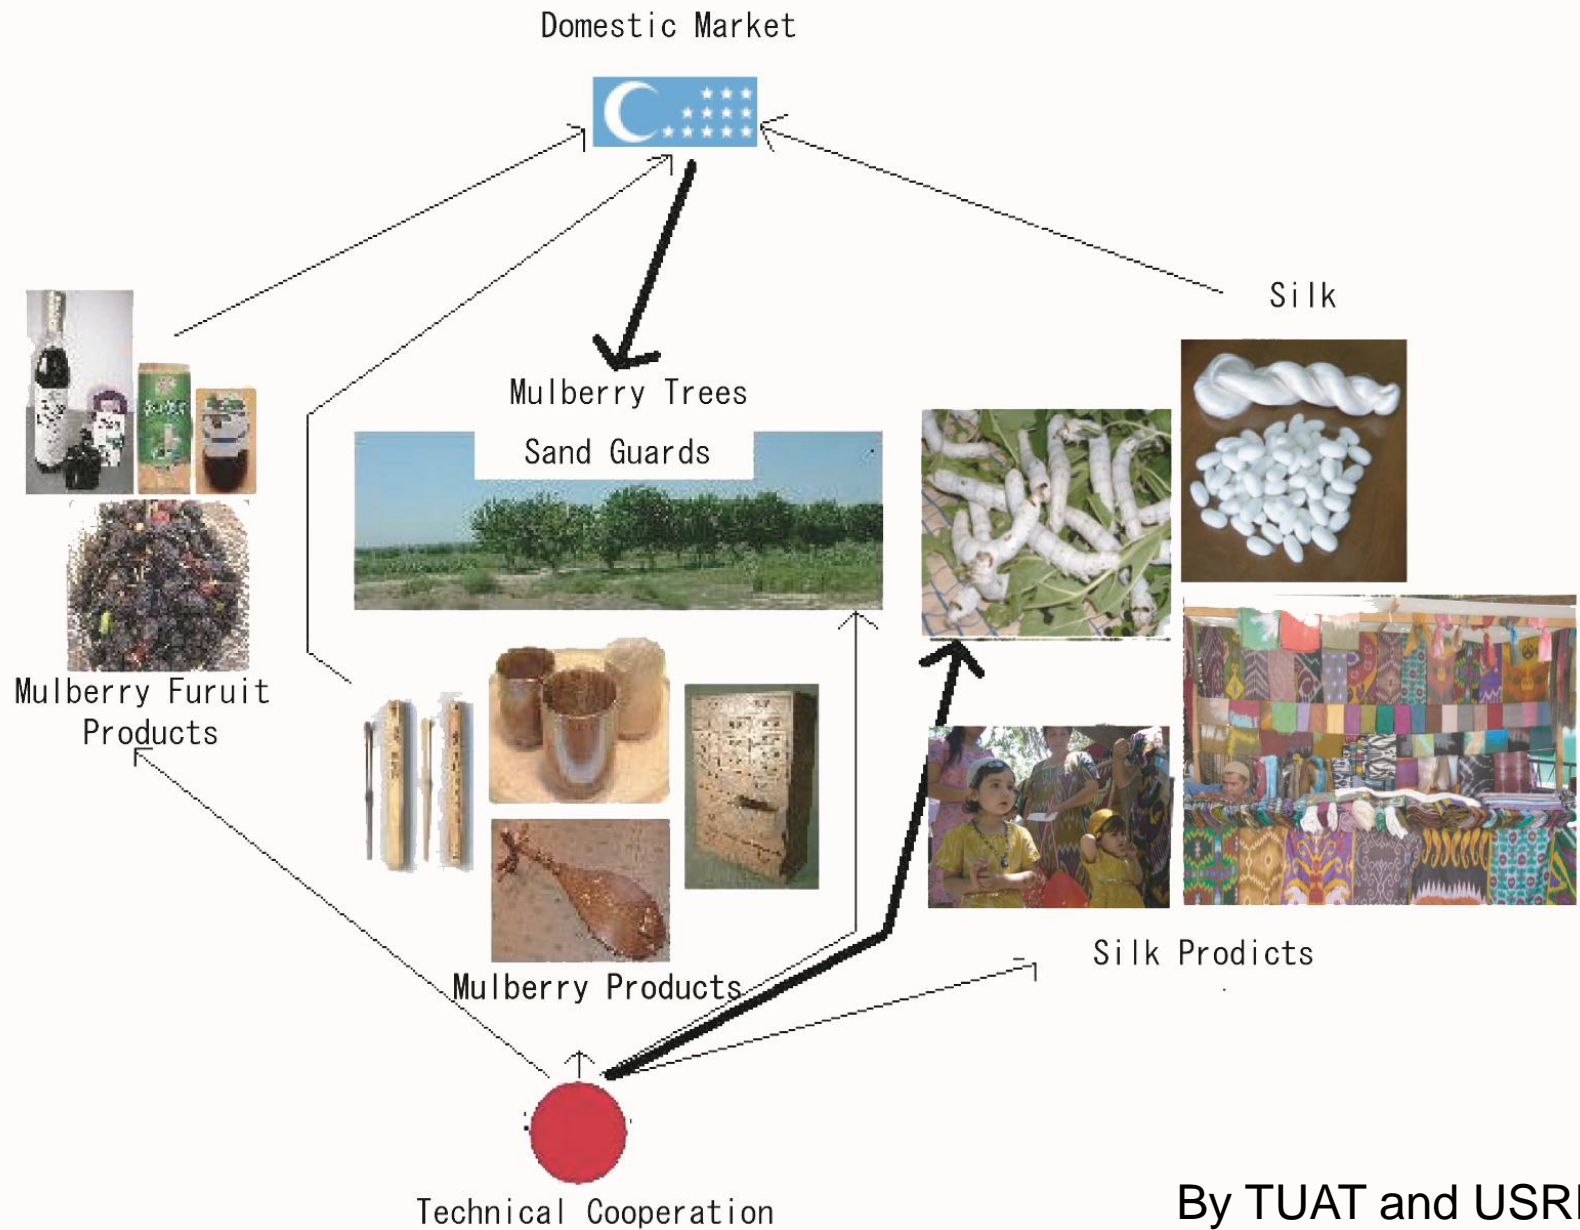 Domestic Market
Silk
Mulberry Trees
Sand Guards
Mulberry Furuit
Products
Silk Prodicts
Mulberry Products
Technical Cooperation
By TUAT and